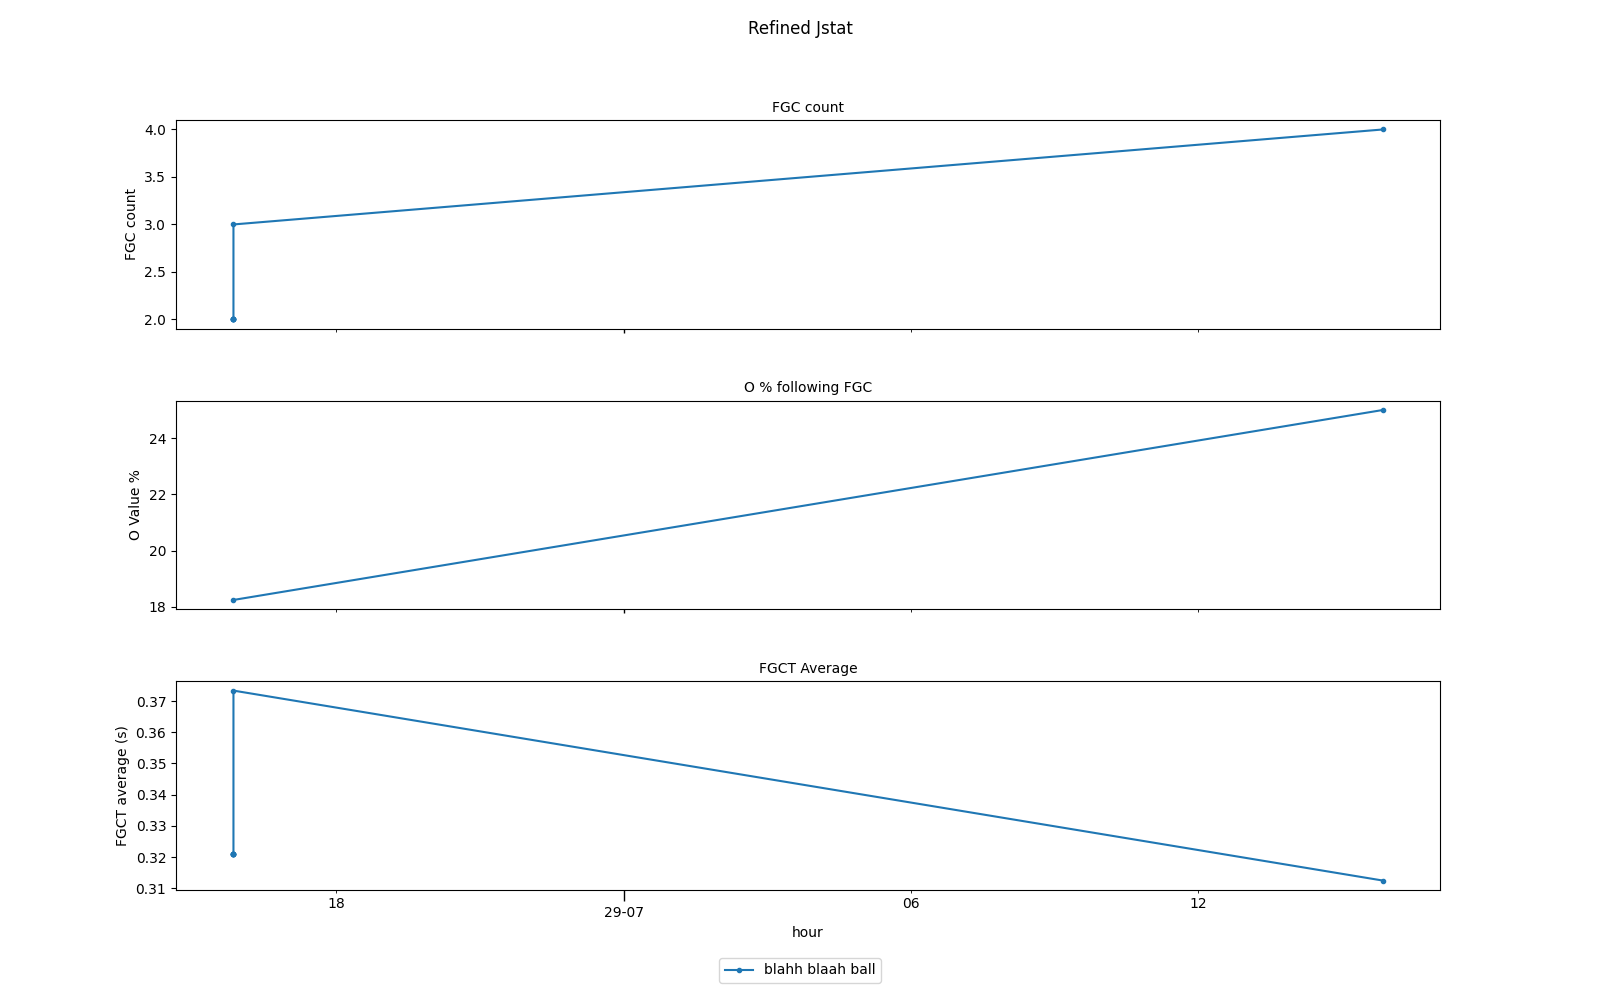 Refined Jstat
FGC count
4.0
3.5
3.0
2.5
2.0
FGC count
O % following FGC
24
22
20
18
O Value %
FGCT Average
0.37
0.36
0.35
0.34
0.33
0.32
0.31
FGCT average (s)
18
29-07
06
12
hour
blahh blaah ball